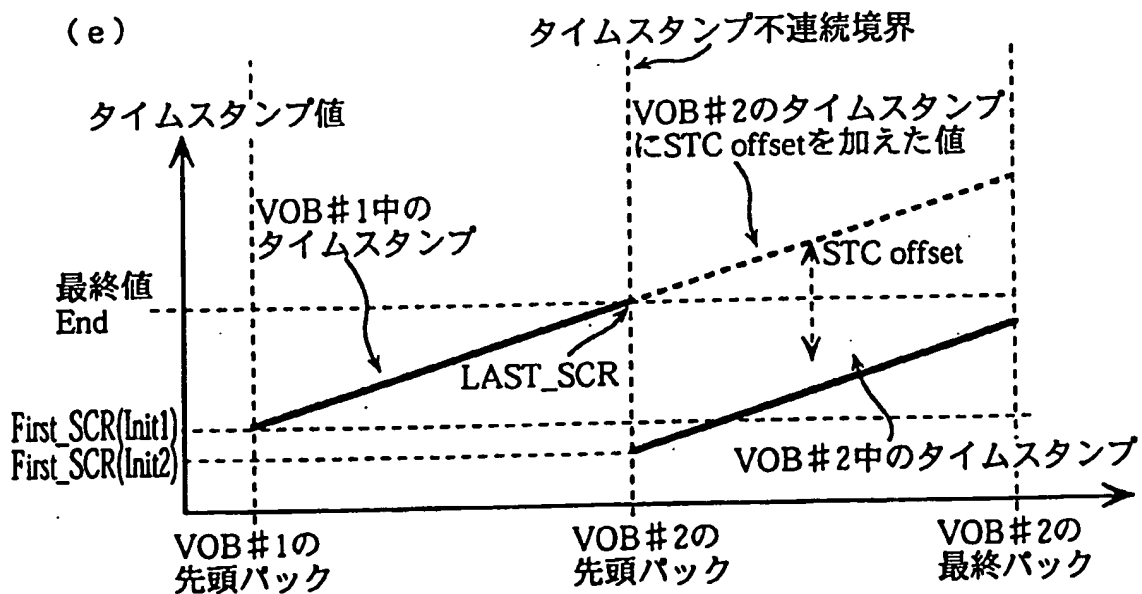 (e)
タイムスタンプ不連続境界
タイムスタンプ値
VOB#2のタイムスタンプ
にSTC offsetを加えた値
VOB#1中の
タイムスタンプ
STC offset
最終値
End
LAST_SCR
First_SCR(Init1)
First_SCR(Init2)
VOB#2中のタイムスタンプ
VOB#1の
先頭パック
VOB#2の
先頭パック
VOB#2の
最終パック